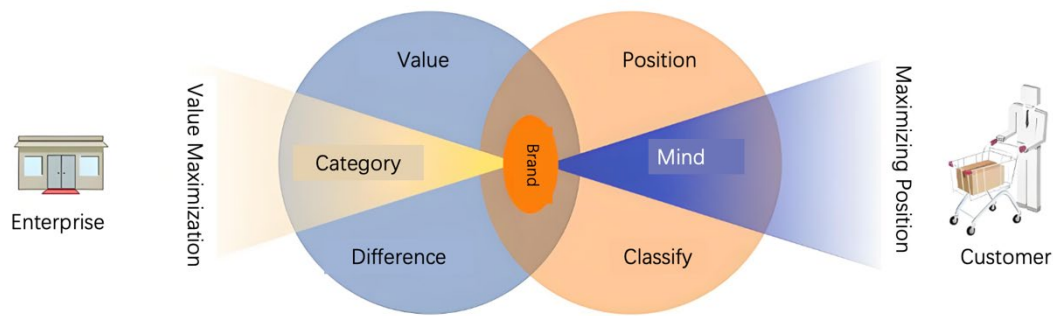 Enterprise
Value Maximization
Value
Category
Difference
Brand
Position
Mind
Classify
Maximizing Position
Customer